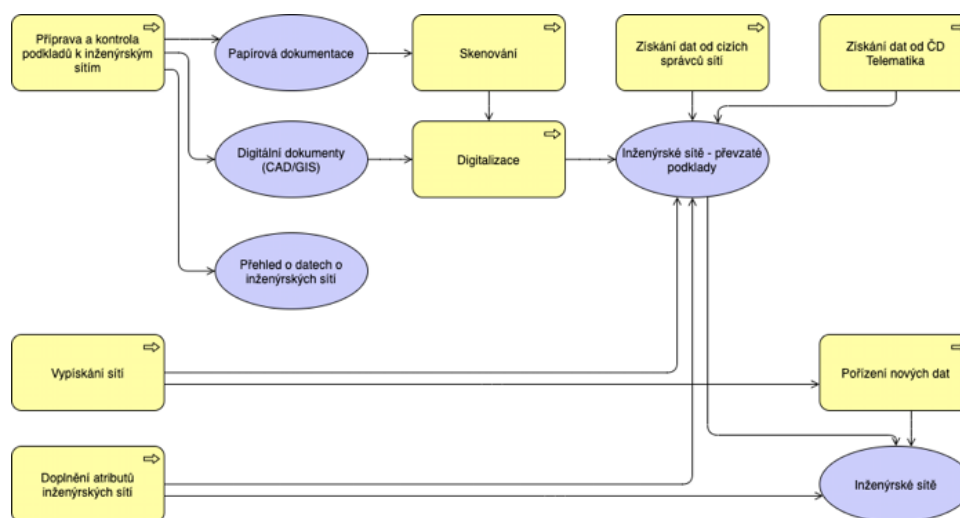 Příprava a kontrola
podkladů k inženýrským
sítím
Papírová dokumentace
Skenování
Získání dat od cizích
správců sítí
Získání dat od ČD
Telematika
Digitální dokumenty
(CAD/GIS)
Digitalizace
Inženýrské sítě - převzaté
podklady
Přehled o datech o
inženýrských sítí
Vypískání sítí
Pořízení nových dat
Doplnění atributů
inženýrských sítí
Inženýrské sítě